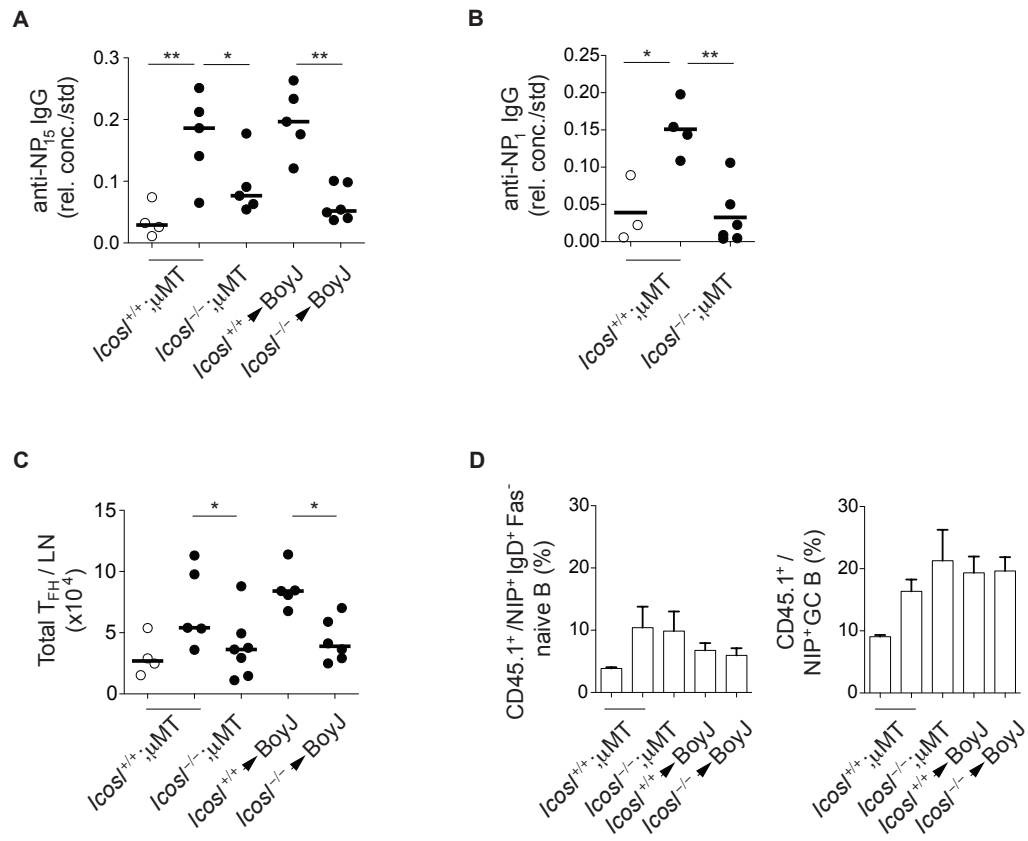 A
anti-NP15 IgG
(rel. conc./std)
0.3
0.2
0.1
0.0
**
*
**
Icosl+/+;µMT
Icosl−/−;µMT
Icosl+/+ ➤ BoyJ
Icosl−/− ➤ BoyJ
B
anti-NP1 IgG
(rel. conc./std)
0.25
0.20
0.15
0.10
0.05
0.00
*
**
Icosl+/+;µMT
Icosl−/−;µMT
C
Total TFH / LN
(x10⁴)
15
10
5
0
*
*
Icosl+/+;µMT
Icosl−/−;µMT
Icosl+/+ ➤ BoyJ
Icosl−/− ➤ BoyJ
D
CD45.1+ /NIP+ IgD+ Fas-
naive B (%)
30
20
10
0
Icosl+/+;µMT
Icosl−/−;µMT
Icosl+/+ ➤ BoyJ
Icosl−/− ➤ BoyJ
CD45.1+ /
NIP+ GC B (%)
30
20
10
0
Icosl+/+;µMT
Icosl−/−;µMT
Icosl+/+ ➤ BoyJ
Icosl−/− ➤ BoyJ